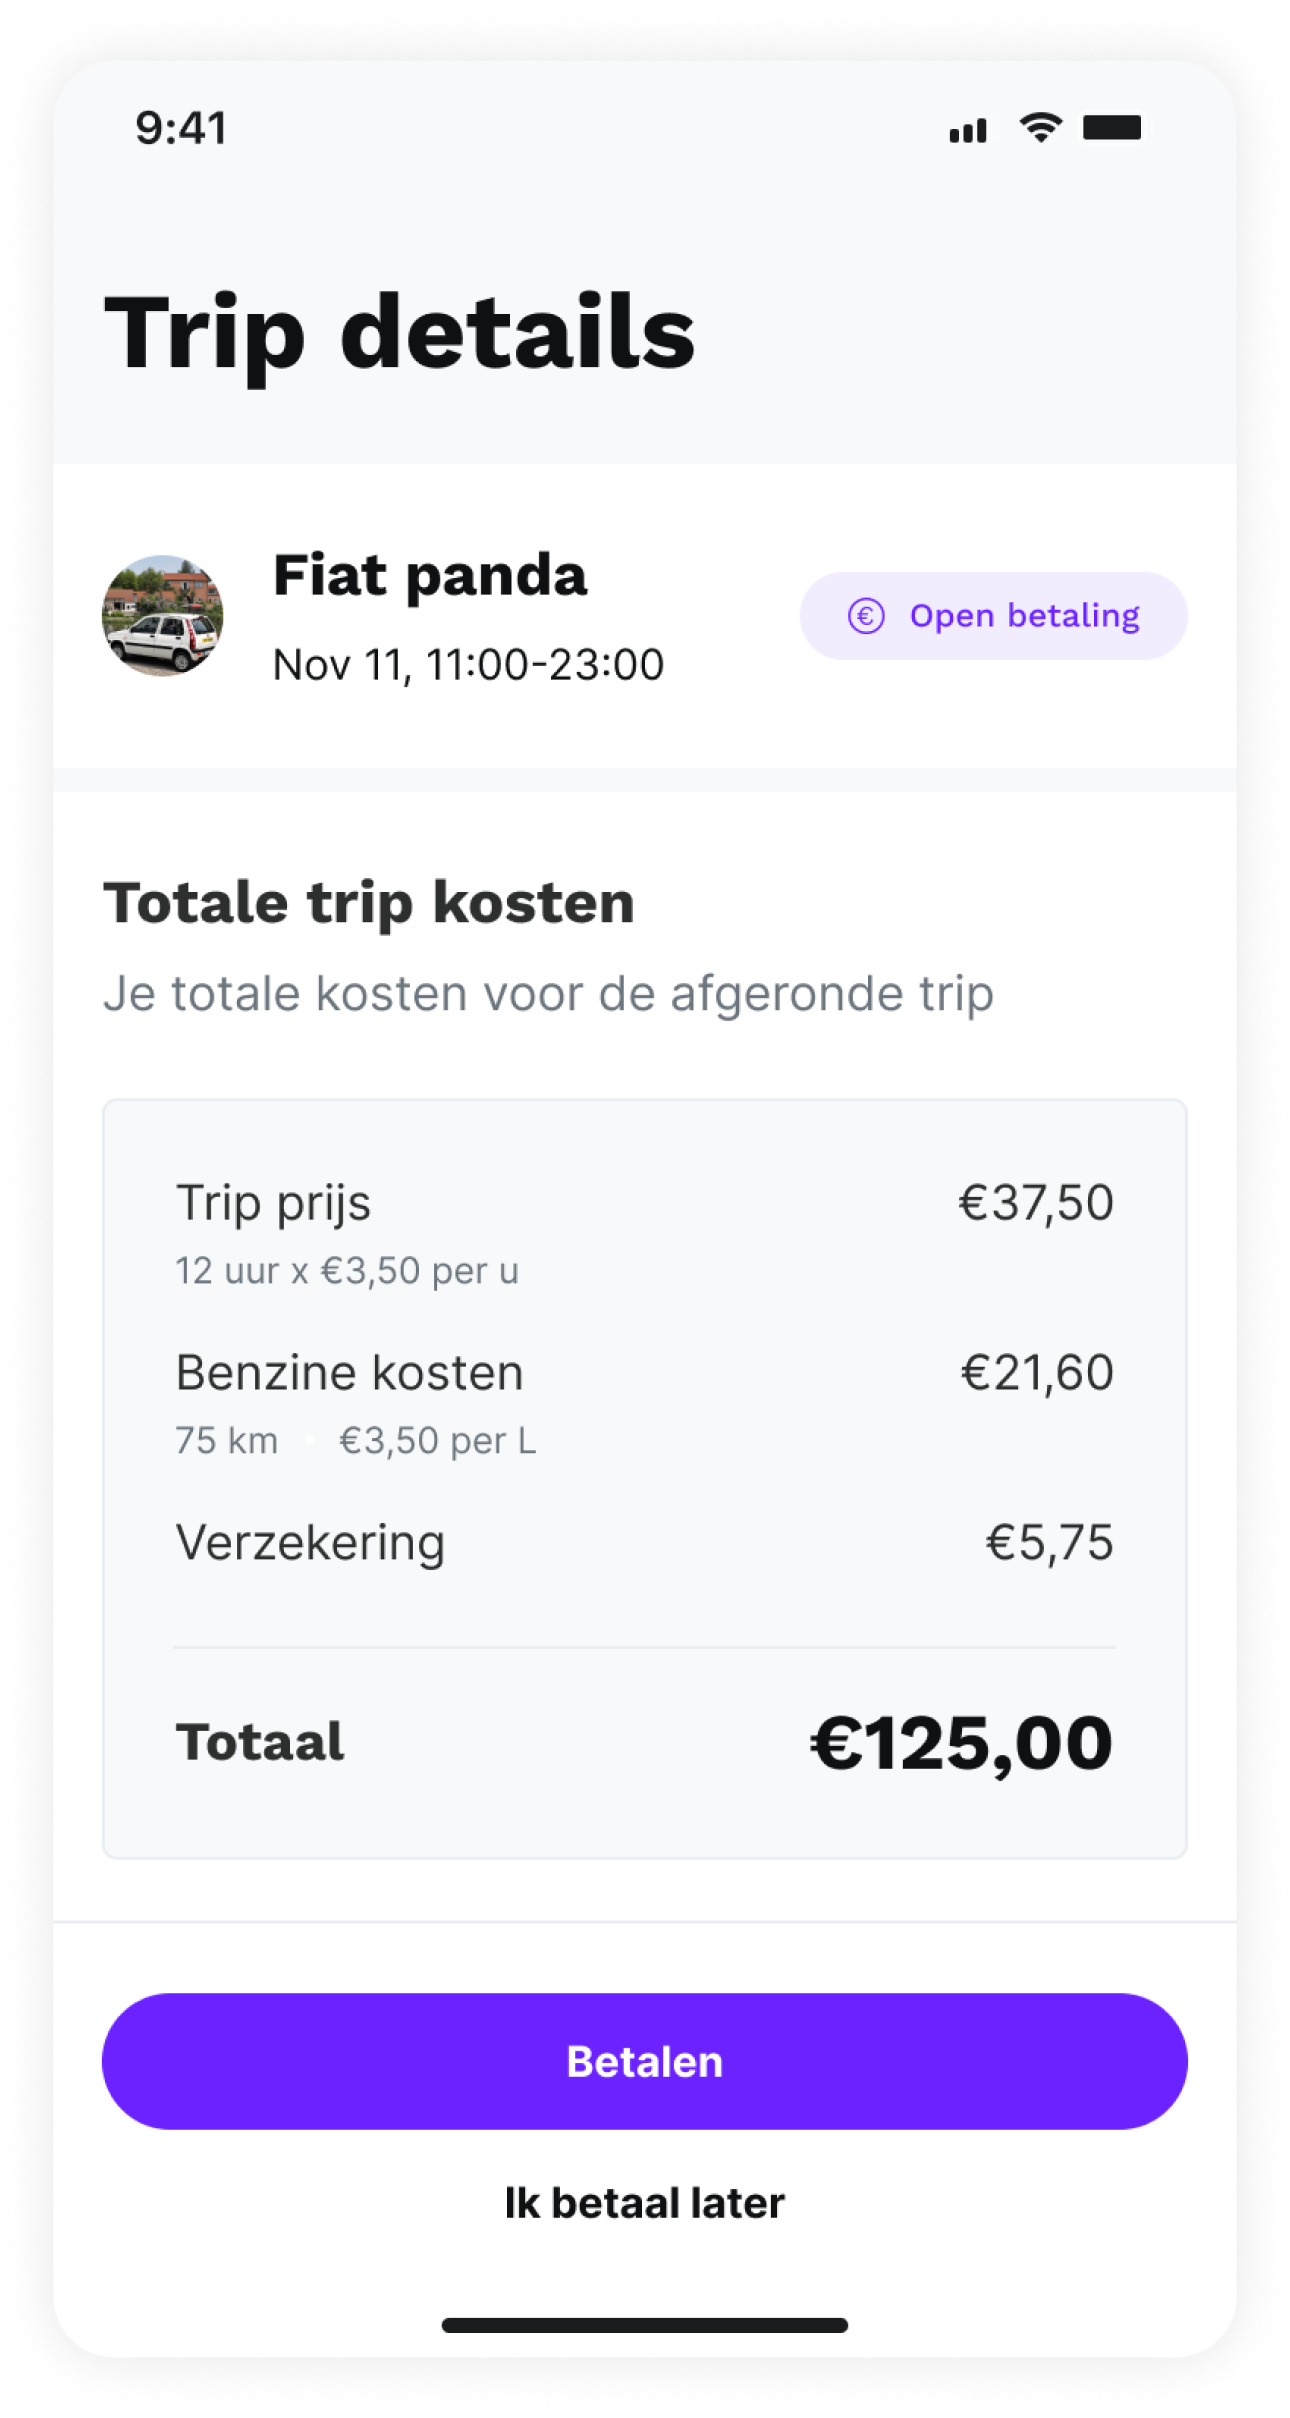 9:41
Trip details
Fiat panda
Nov 11, 11:00-23:00
€ Open betaling
Totale trip kosten
Je totale kosten voor de afgeronde trip
Trip prijs €37,50
12 uur x €3,50 per u
Benzine kosten €21,60
75 km €3,50 per L
Verzekering €5,75
Totaal €125,00
Betalen
Ik betaal later